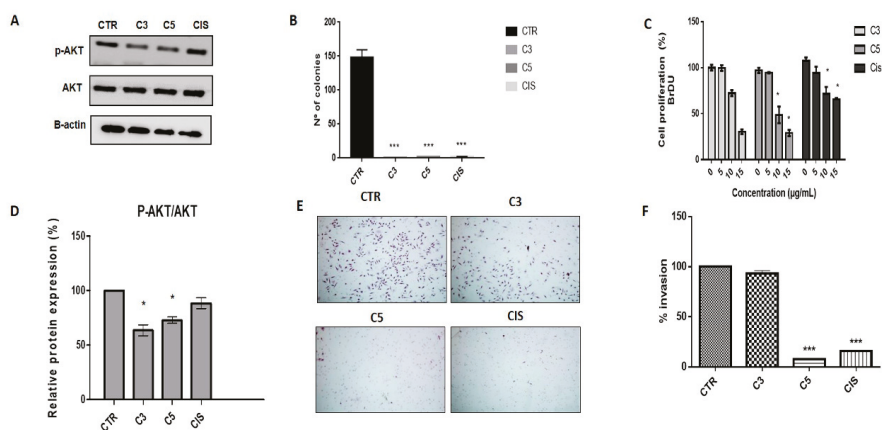 A
CTR C3 C5 CIS
p-AKT
AKT
B-actin
B
N° of colonies
200
150
100
50
0
*** *** ***
CTR C3 C5 CIS
CTR
C3
C5
CIS
C
Cell proliferation (%)
BrDU
150
100
50
0
* * * *
0 5 10 15 0 5 10 15 0 5 10 15
Concentration (µg/mL)
C3
C5
Cis
D
P-AKT/AKT
Relative protein expression (%)
150
100
50
0
* *
CTR C3 C5 CIS
E
CTR
C3
C5
CIS
F
% invasion
150
100
50
0
*** ***
CTR C3 C5 CIS